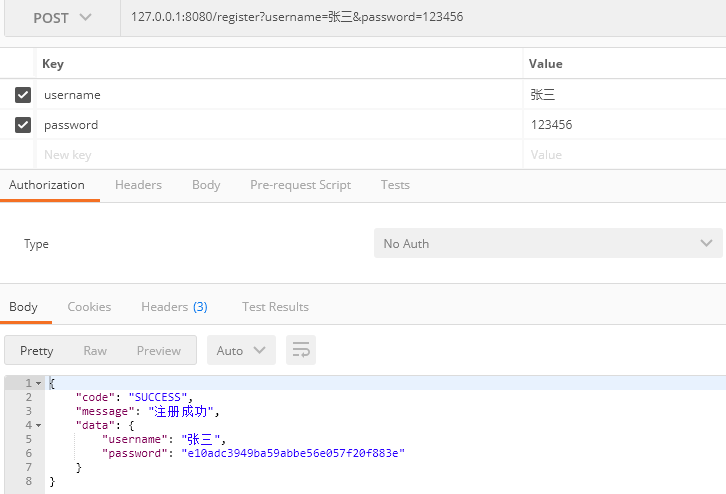 POST 127.0.0.1:8080/register?username=张三&password=123456
Key Value
username 张三
password 123456
New key Value
Authorization Headers Body Pre-request Script Tests
Type No Auth
Body Cookies Headers (3) Test Results
Pretty Raw Preview Auto
1 {
2 "code": "SUCCESS",
3 "message": "注册成功",
4 "data": {
5 "username": "张三",
6 "password": "e10adc3949ba59abbe56e057f20f883e"
7 }
8 }